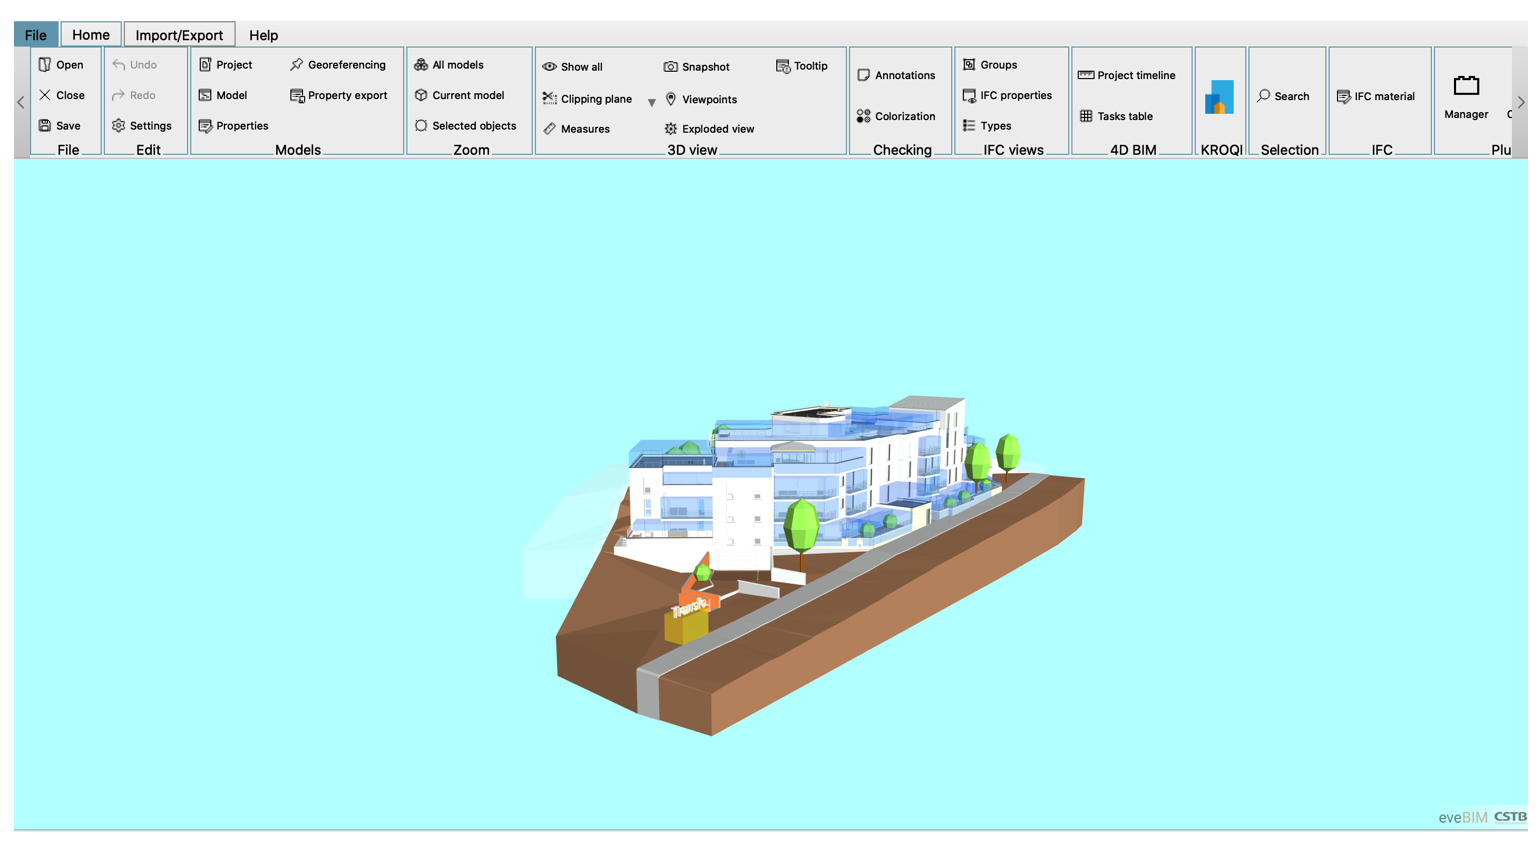 File Home Import/Export Help
Open Undo Project Georeferencing All models Show all Snapshot Tooltip Annotations Groups Project timeline Search IFC material Manager
Close Redo Model Property export Current model Clipping plane Viewpoints Colorization IFC properties Tasks table
Save Settings Properties Selected objects Measures Exploded view Types
File Edit Models Zoom 3D view Checking IFC views 4D BIM KROQI Selection IFC Plu
eveBIM CSTB